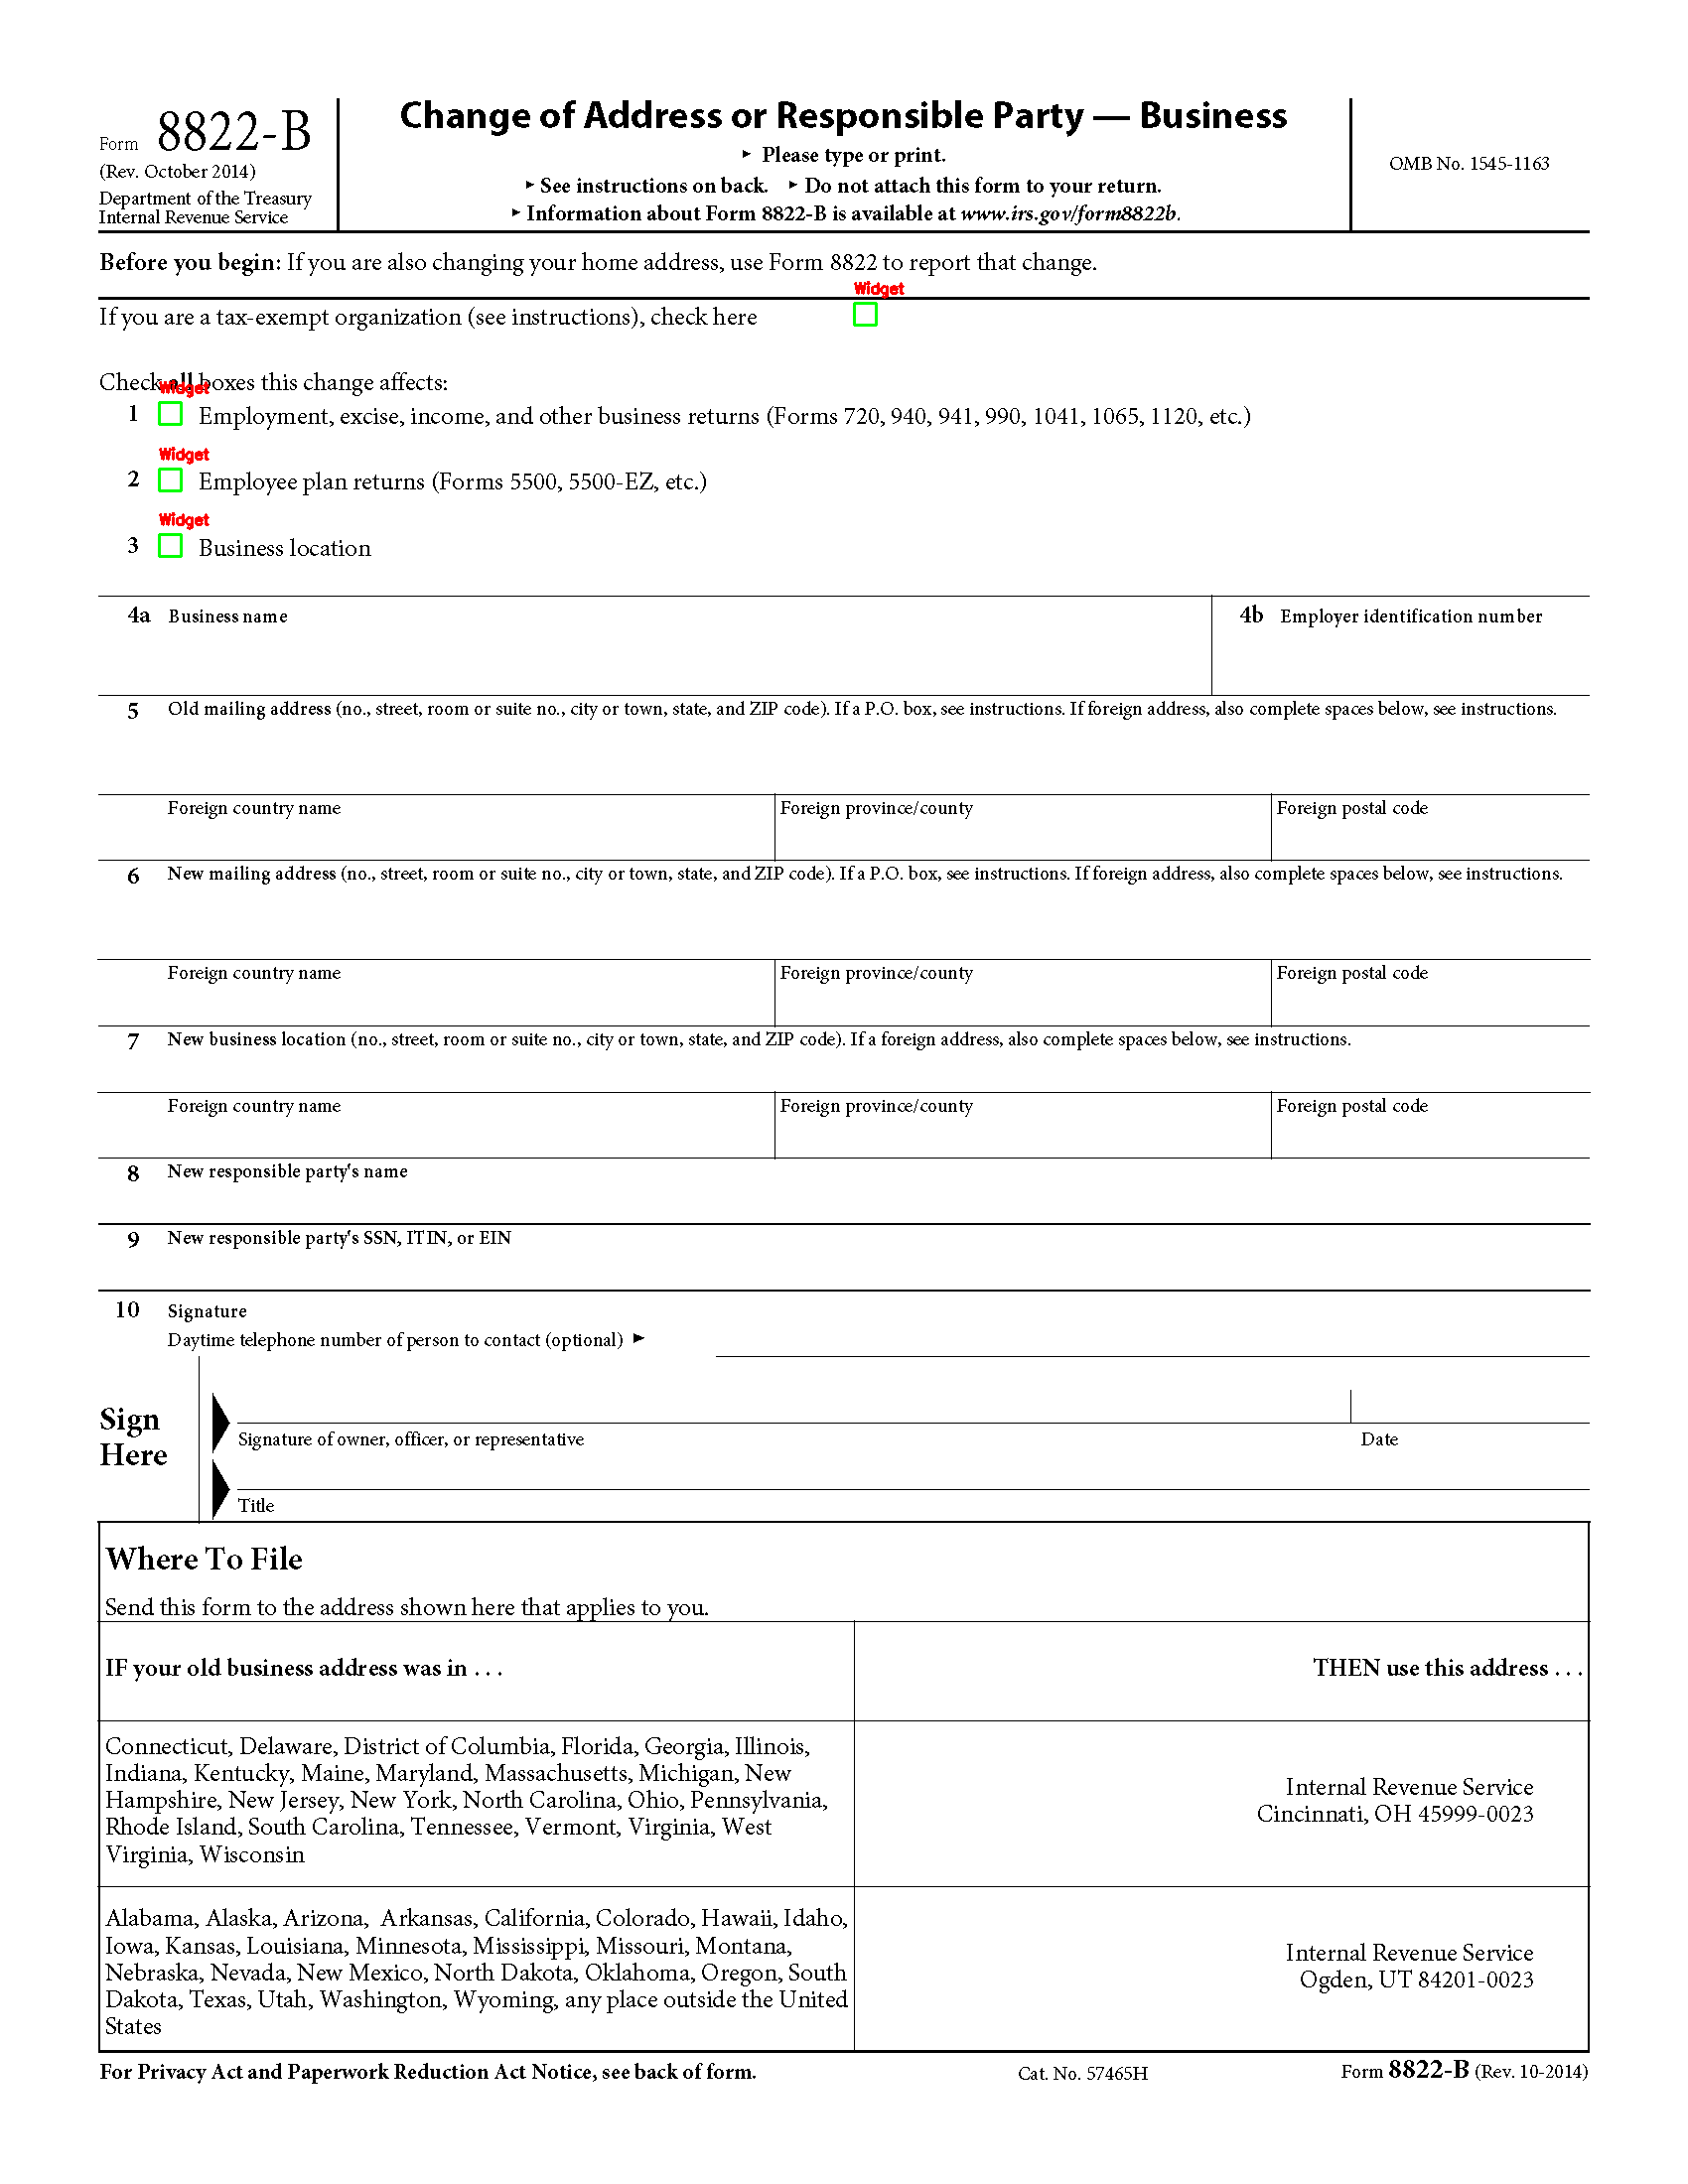 Form 8822-B
(Rev. October 2014)
Department of the Treasury
Internal Revenue Service
Change of Address or Responsible Party — Business
▶ Please type or print.
▶ See instructions on back. ▶ Do not attach this form to your return.
▶ Information about Form 8822-B is available at www.irs.gov/form8822b.
OMB No. 1545-1163
Before you begin: If you are also changing your home address, use Form 8822 to report that change.
Widget
If you are a tax-exempt organization (see instructions), check here
Check all boxes this change affects:
Widget
1 Employment, excise, income, and other business returns (Forms 720, 940, 941, 990, 1041, 1065, 1120, etc.)
Widget
2 Employee plan returns (Forms 5500, 5500-EZ, etc.)
Widget
3 Business location
4a Business name
4b Employer identification number
5 Old mailing address (no., street, room or suite no., city or town, state, and ZIP code). If a P.O. box, see instructions. If foreign address, also complete spaces below, see instructions.
Foreign country name Foreign province/county Foreign postal code
6 New mailing address (no., street, room or suite no., city or town, state, and ZIP code). If a P.O. box, see instructions. If foreign address, also complete spaces below, see instructions.
Foreign country name Foreign province/county Foreign postal code
7 New business location (no., street, room or suite no., city or town, state, and ZIP code). If a foreign address, also complete spaces below, see instructions.
Foreign country name Foreign province/county Foreign postal code
8 New responsible party's name
9 New responsible party's SSN, ITIN, or EIN
10 Signature
Daytime telephone number of person to contact (optional) ▶
Sign
Here
Signature of owner, officer, or representative Date
Title
Where To File
Send this form to the address shown here that applies to you.
IF your old business address was in . . . THEN use this address . . .
Connecticut, Delaware, District of Columbia, Florida, Georgia, Illinois,
Indiana, Kentucky, Maine, Maryland, Massachusetts, Michigan, New
Hampshire, New Jersey, New York, North Carolina, Ohio, Pennsylvania,
Rhode Island, South Carolina, Tennessee, Vermont, Virginia, West
Virginia, Wisconsin
Internal Revenue Service
Cincinnati, OH 45999-0023
Alabama, Alaska, Arizona, Arkansas, California, Colorado, Hawaii, Idaho,
Iowa, Kansas, Louisiana, Minnesota, Mississippi, Missouri, Montana,
Nebraska, Nevada, New Mexico, North Dakota, Oklahoma, Oregon, South
Dakota, Texas, Utah, Washington, Wyoming, any place outside the United
States
Internal Revenue Service
Ogden, UT 84201-0023
For Privacy Act and Paperwork Reduction Act Notice, see back of form. Cat. No. 57465H Form 8822-B (Rev. 10-2014)